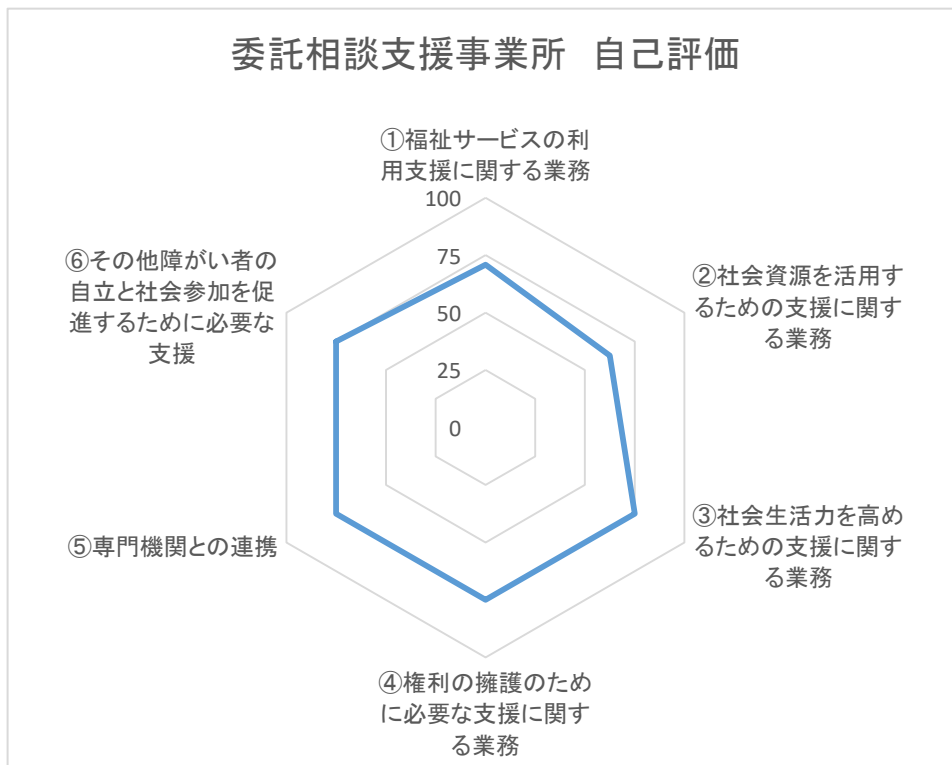 委託相談支援事業所　自己評価
①福祉サービスの利
用支援に関する業務
100
75
50
25
0
②社会資源を活用す
るための支援に関す
る業務
③社会生活力を高め
るための支援に関す
る業務
④権利の擁護のため
に必要な支援に関す
る業務
⑤専門機関との連携
⑥その他障がい者の
自立と社会参加を促
進するために必要な
支援